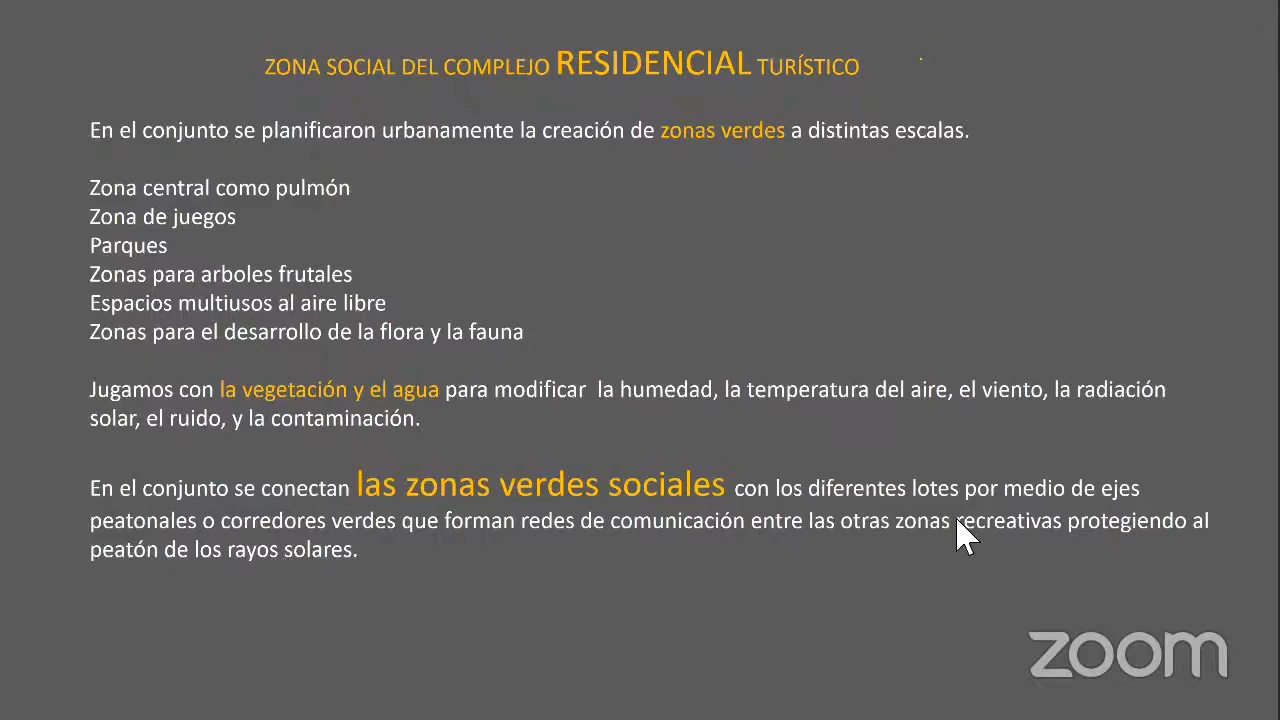 ZONA SOCIAL DEL COMPLEJO RESIDENCIAL TURÍSTICO
En el conjunto se planificaron urbanamente la creación de zonas verdes a distintas escalas.
Zona central como pulmón
Zona de juegos
Parques
Zonas para arboles frutales
Espacios multiusos al aire libre
Zonas para el desarrollo de la flora y la fauna
Jugamos con la vegetación y el agua para modificar la humedad, la temperatura del aire, el viento, la radiación
solar, el ruido, y la contaminación.
En el conjunto se conectan las zonas verdes sociales con los diferentes lotes por medio de ejes
peatonales o corredores verdes que forman redes de comunicación entre las otras zonas recreativas protegiendo al
peatón de los rayos solares.
zoom